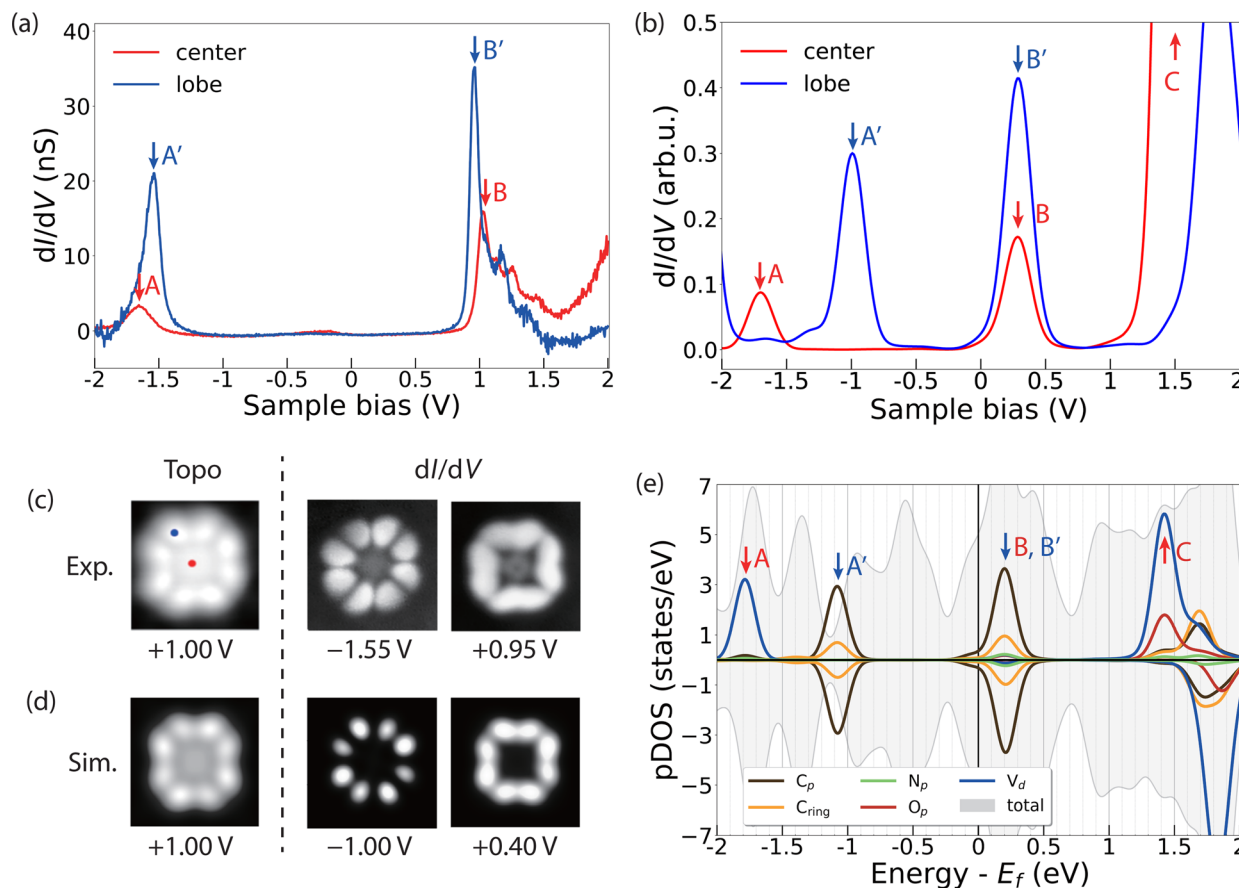 (a)
40
30
20
10
0
dI/dV (nS)
center
lobe
A
A′
B′
B
-2 -1.5 -1 -0.5 0 0.5 1 1.5 2
Sample bias (V)
(b)
0.5
0.4
0.3
0.2
0.1
0.0
dI/dV (arb.u.)
center
lobe
A
A′
B′
B
C
-2 -1.5 -1 -0.5 0 0.5 1 1.5 2
Sample bias (V)
Topo dI/dV
(c)
Exp.
+1.00 V −1.55 V +0.95 V
(d)
Sim.
+1.00 V −1.00 V +0.40 V
(e)
7
5
3
1
−1
−3
−5
−7
pDOS (states/eV)
A
A′
B, B′
C
Cp Np Vd
Cring Op total
-2 -1.5 -1 -0.5 0 0.5 1 1.5 2
Energy - Ef (eV)